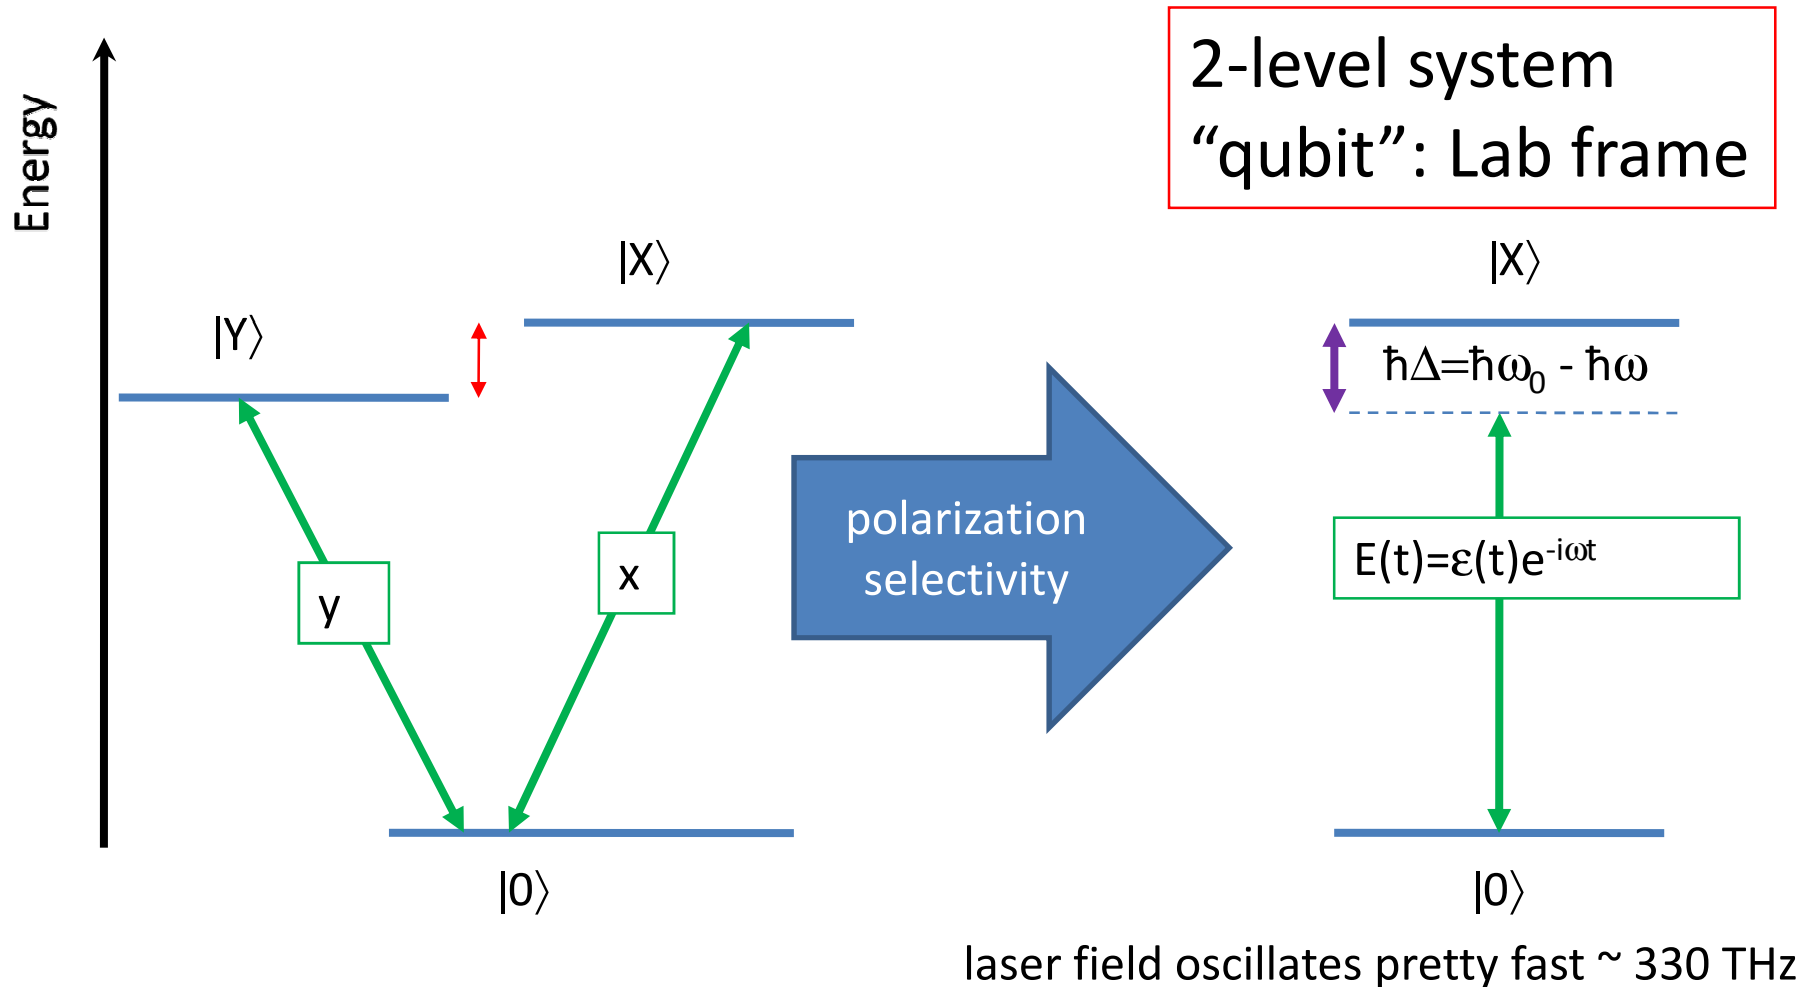 2-level system
“qubit”: Lab frame
Energy
|X⟩
|X⟩
|Y⟩
ħΔ=ħω₀ - ħω
polarization
selectivity
E(t)=ε(t)e^-iωt
x
y
|0⟩
|0⟩
laser field oscillates pretty fast ~ 330 THz